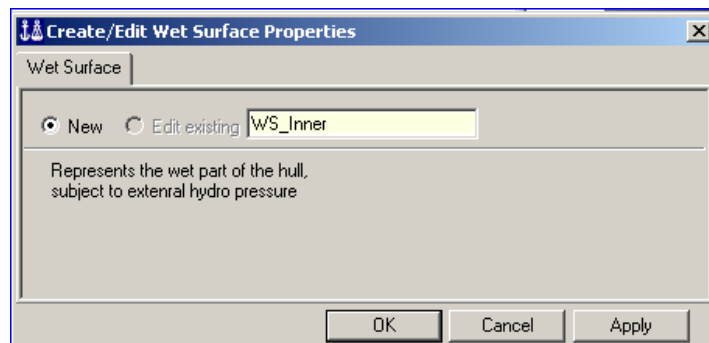 Create/Edit Wet Surface Properties
Wet Surface
New Edit existing WS_Inner
Represents the wet part of the hull,
subject to extenral hydro pressure
OK Cancel Apply